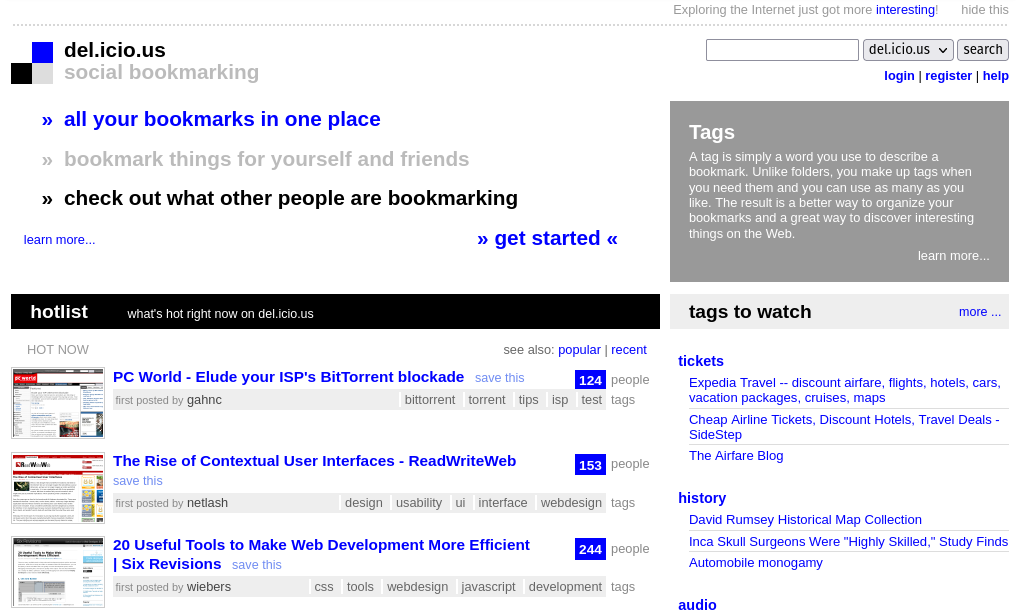 Exploring the Internet just got more interesting! hide this
del.icio.us
social bookmarking
del.icio.us search
login | register | help
» all your bookmarks in one place
» bookmark things for yourself and friends
» check out what other people are bookmarking
learn more...
» get started «
Tags
A tag is simply a word you use to describe a
bookmark. Unlike folders, you make up tags when
you need them and you can use as many as you
like. The result is a better way to organize your
bookmarks and a great way to discover interesting
things on the Web.
learn more...
hotlist what's hot right now on del.icio.us
HOT NOW see also: popular | recent
PC World - Elude your ISP's BitTorrent blockade save this 124 people
first posted by gahnc bittorrent torrent tips isp test tags
The Rise of Contextual User Interfaces - ReadWriteWeb 153 people
save this
first posted by netlash design usability ui interface webdesign tags
20 Useful Tools to Make Web Development More Efficient 244 people
| Six Revisions save this
first posted by wiebers css tools webdesign javascript development tags
tags to watch more ...
tickets
Expedia Travel -- discount airfare, flights, hotels, cars,
vacation packages, cruises, maps
Cheap Airline Tickets, Discount Hotels, Travel Deals -
SideStep
The Airfare Blog
history
David Rumsey Historical Map Collection
Inca Skull Surgeons Were "Highly Skilled," Study Finds
Automobile monogamy
audio